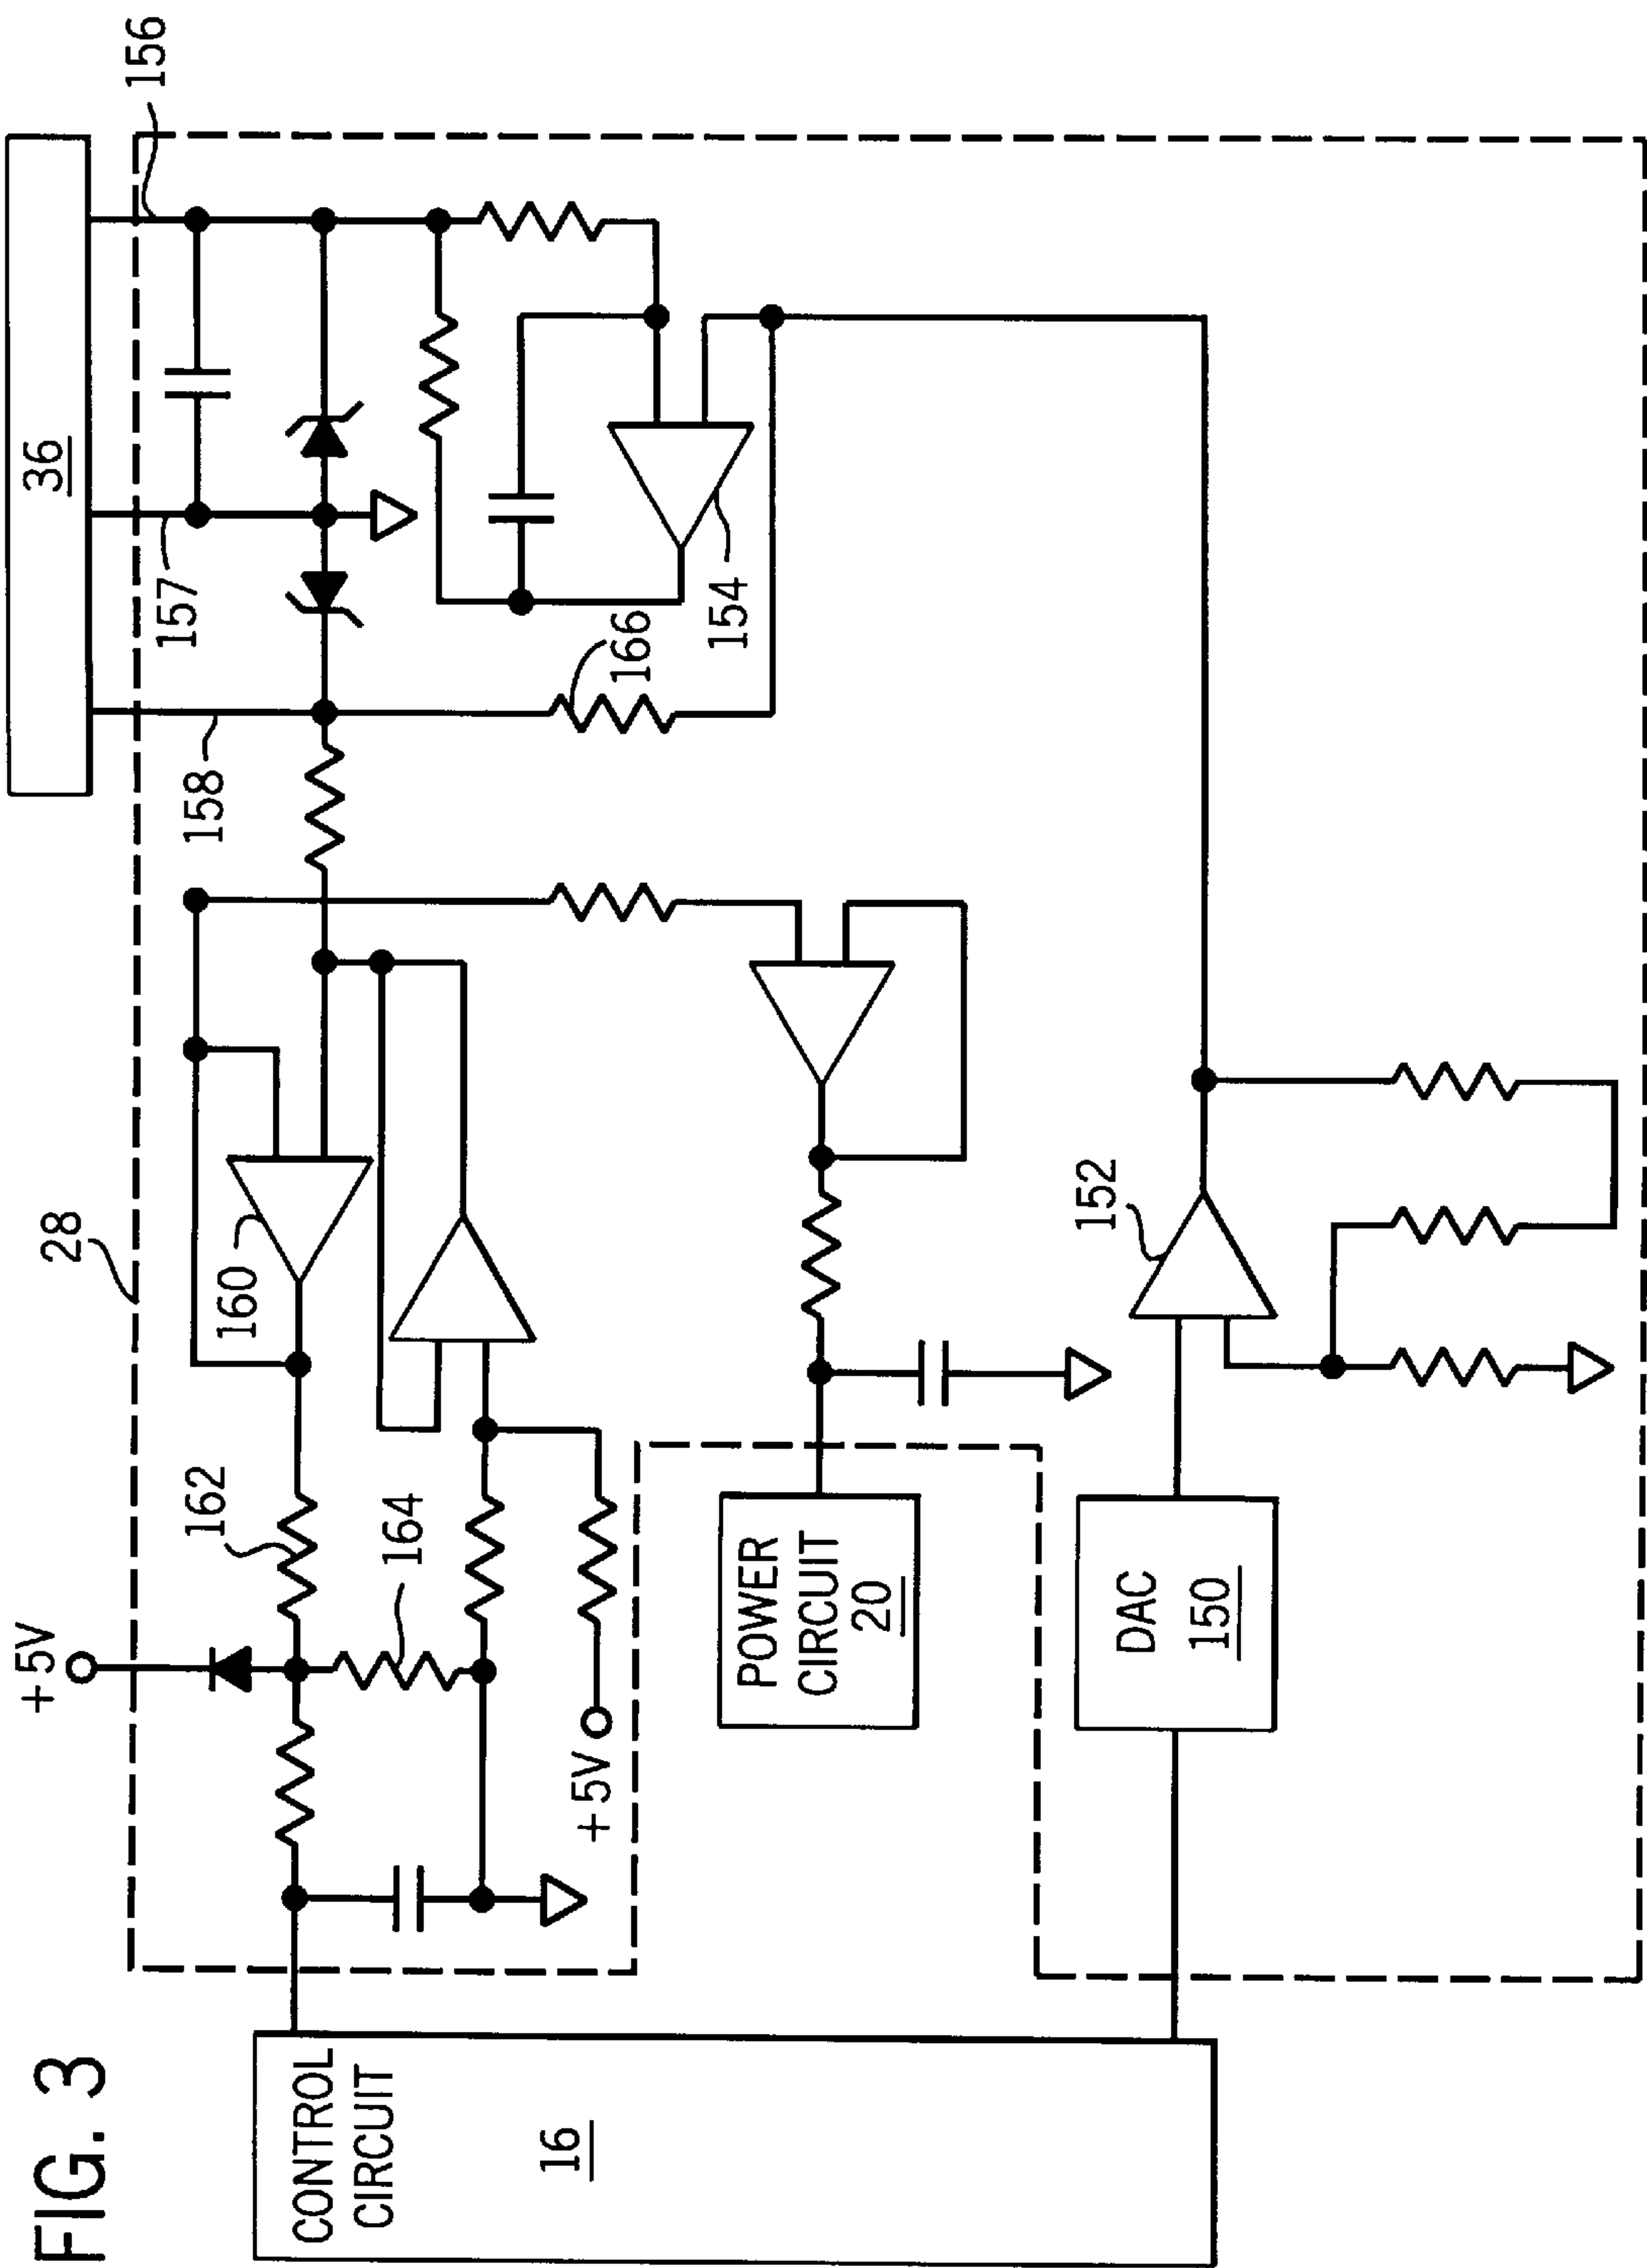 FIG. 3
CONTROL
CIRCUIT
16
+5V
162
164
+5V
28
160
POWER
CIRCUIT
20
DAC
150
152
158
157
166
154
36
156